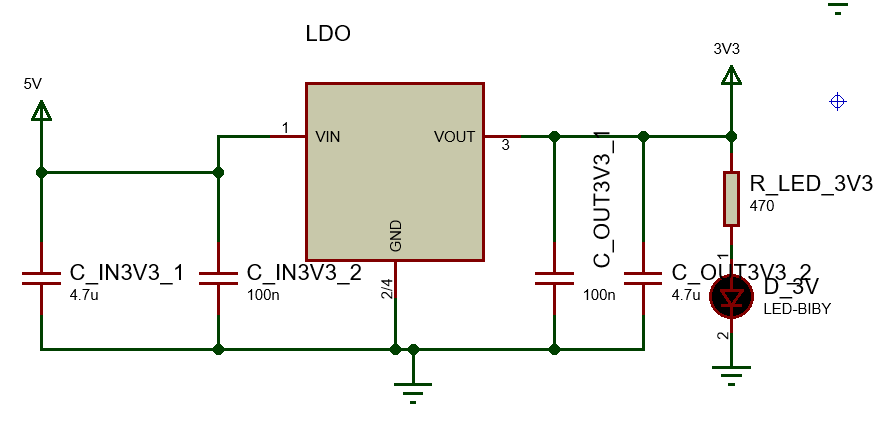 LDO
3V3
5V
1
VIN
VOUT
3
C_OUT3V3_1
R_LED_3V3
470
GND
1
C_IN3V3_1
4.7u
C_IN3V3_2
100n
2/4
100n
C_OUT3V3_2
4.7u
D_3V
LED-BIBY
2